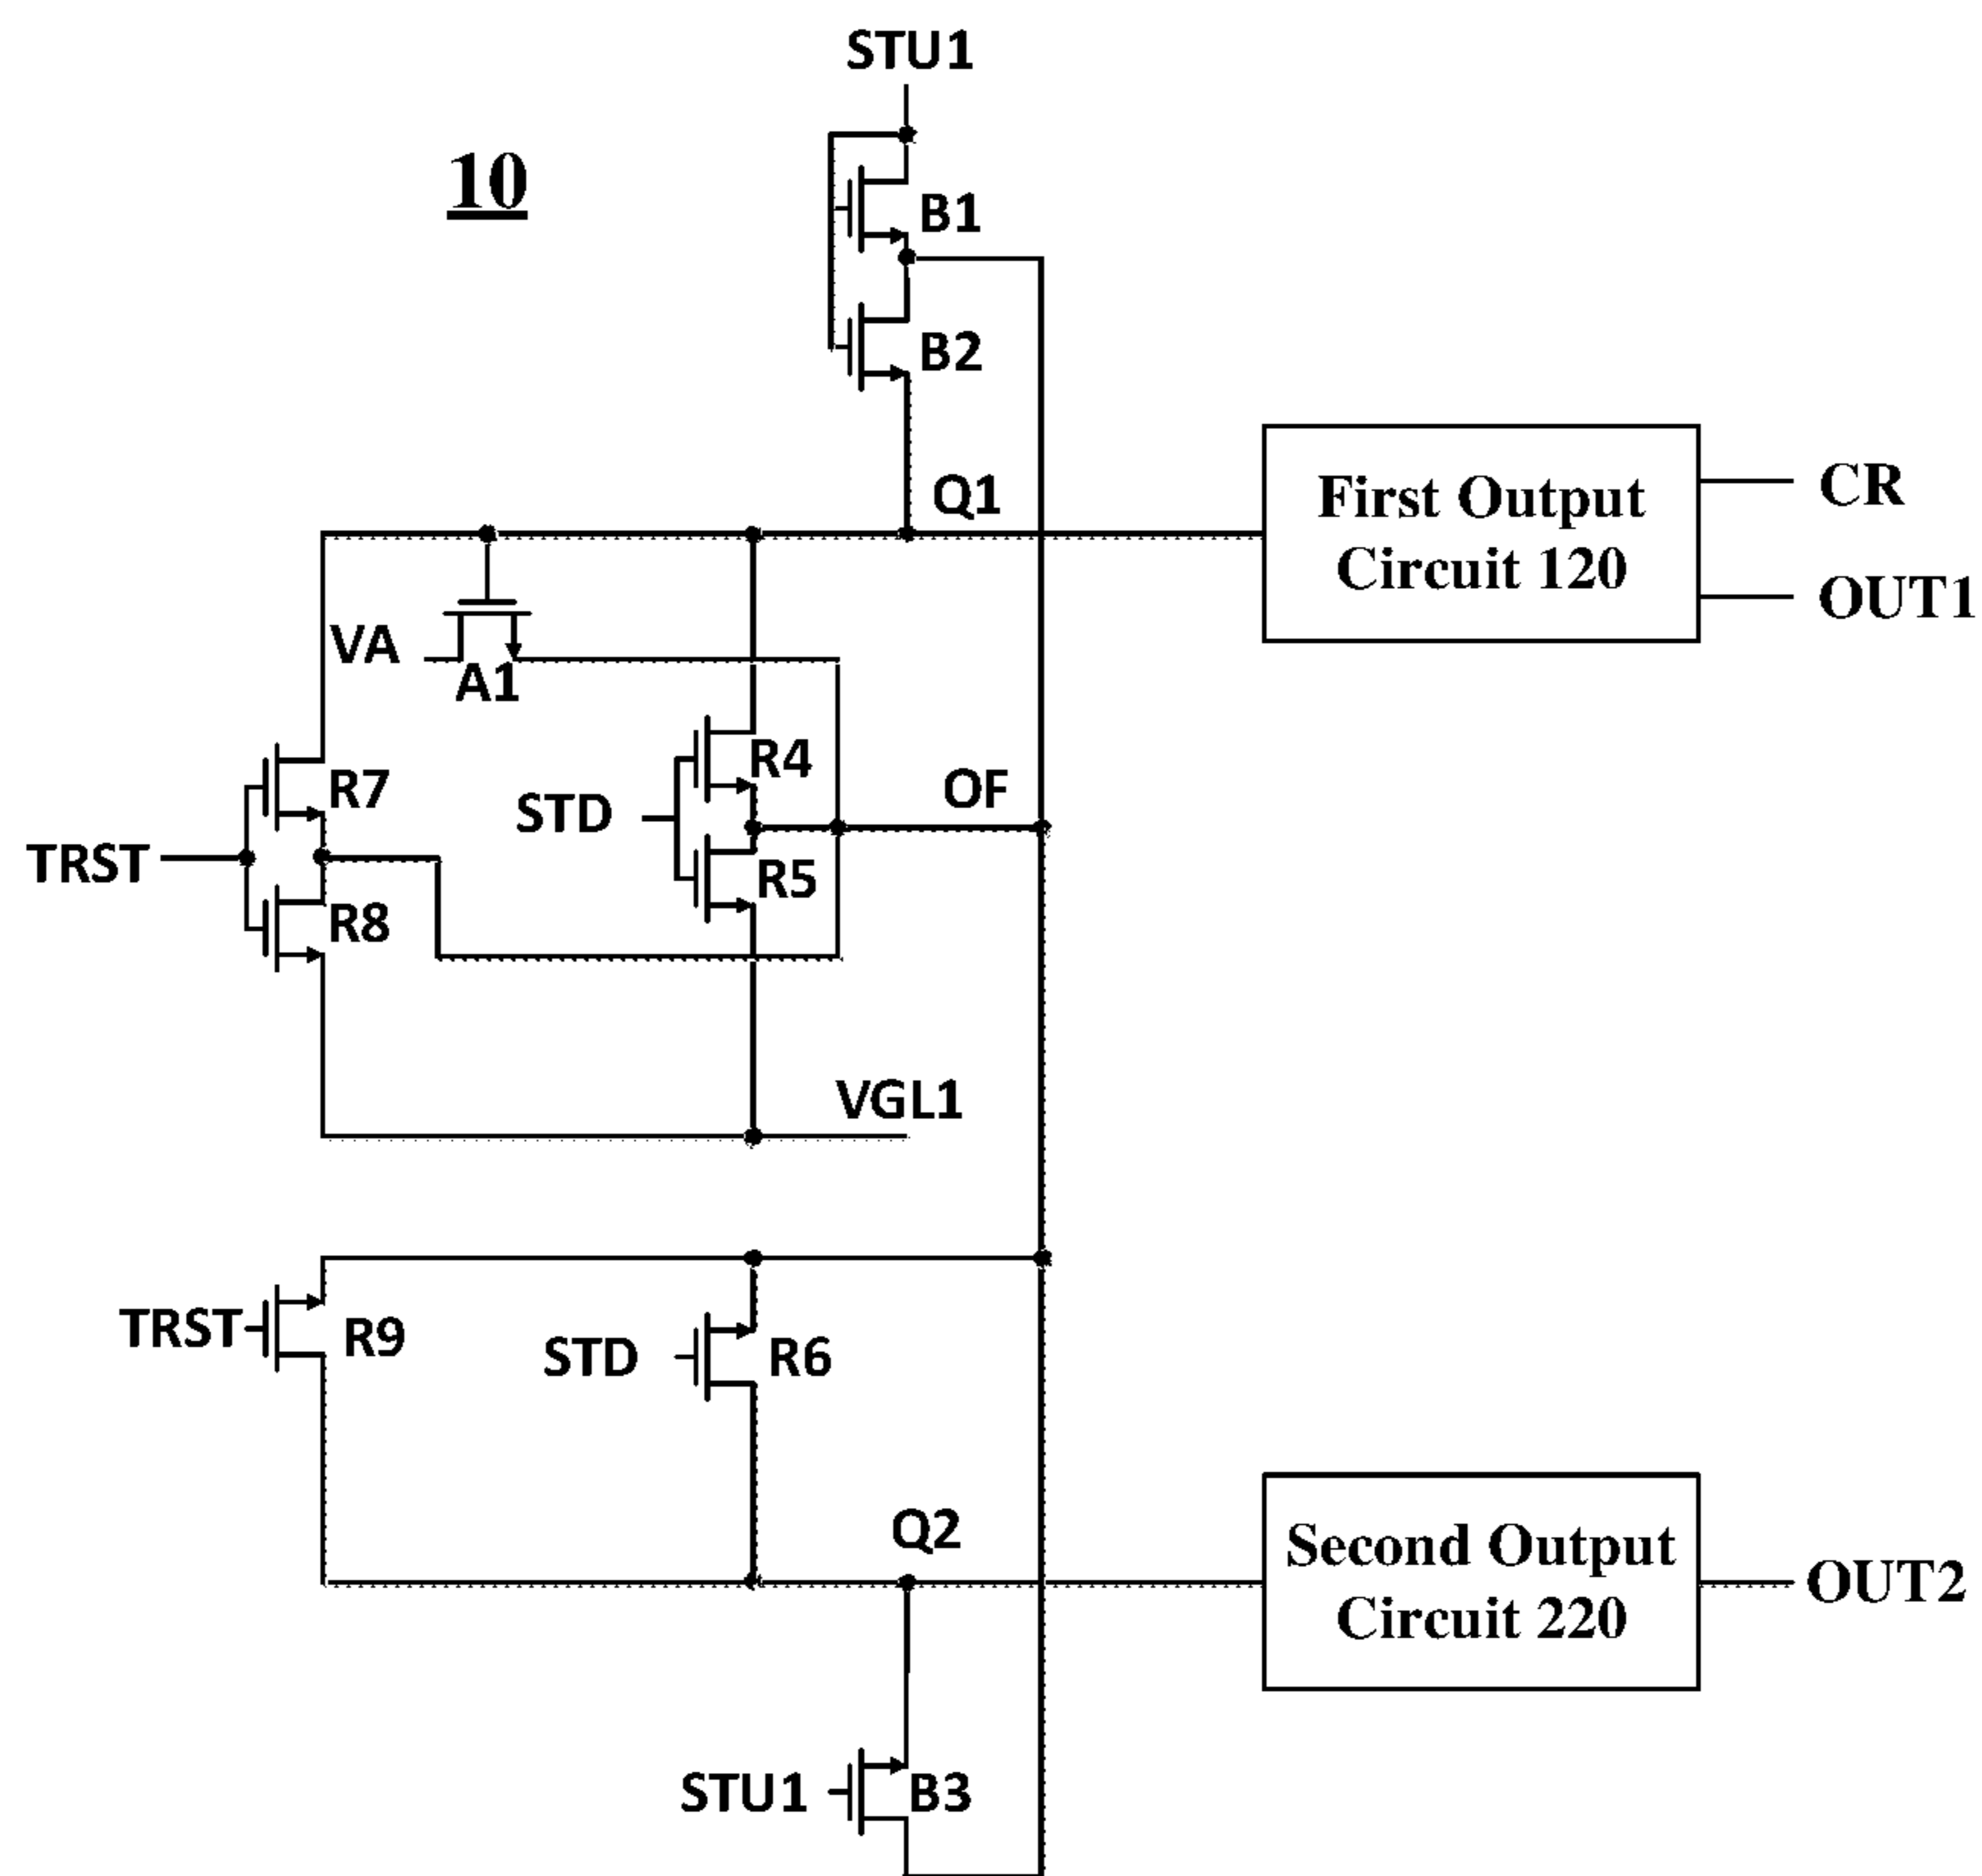 STU1
10
B1
B2
Q1
First Output
Circuit 120
CR
OUT1
VA
A1
R7
R4
STD
OF
TRST
R5
R8
VGL1
TRST
R9
STD
R6
Q2
Second Output
Circuit 220
OUT2
STU1
B3